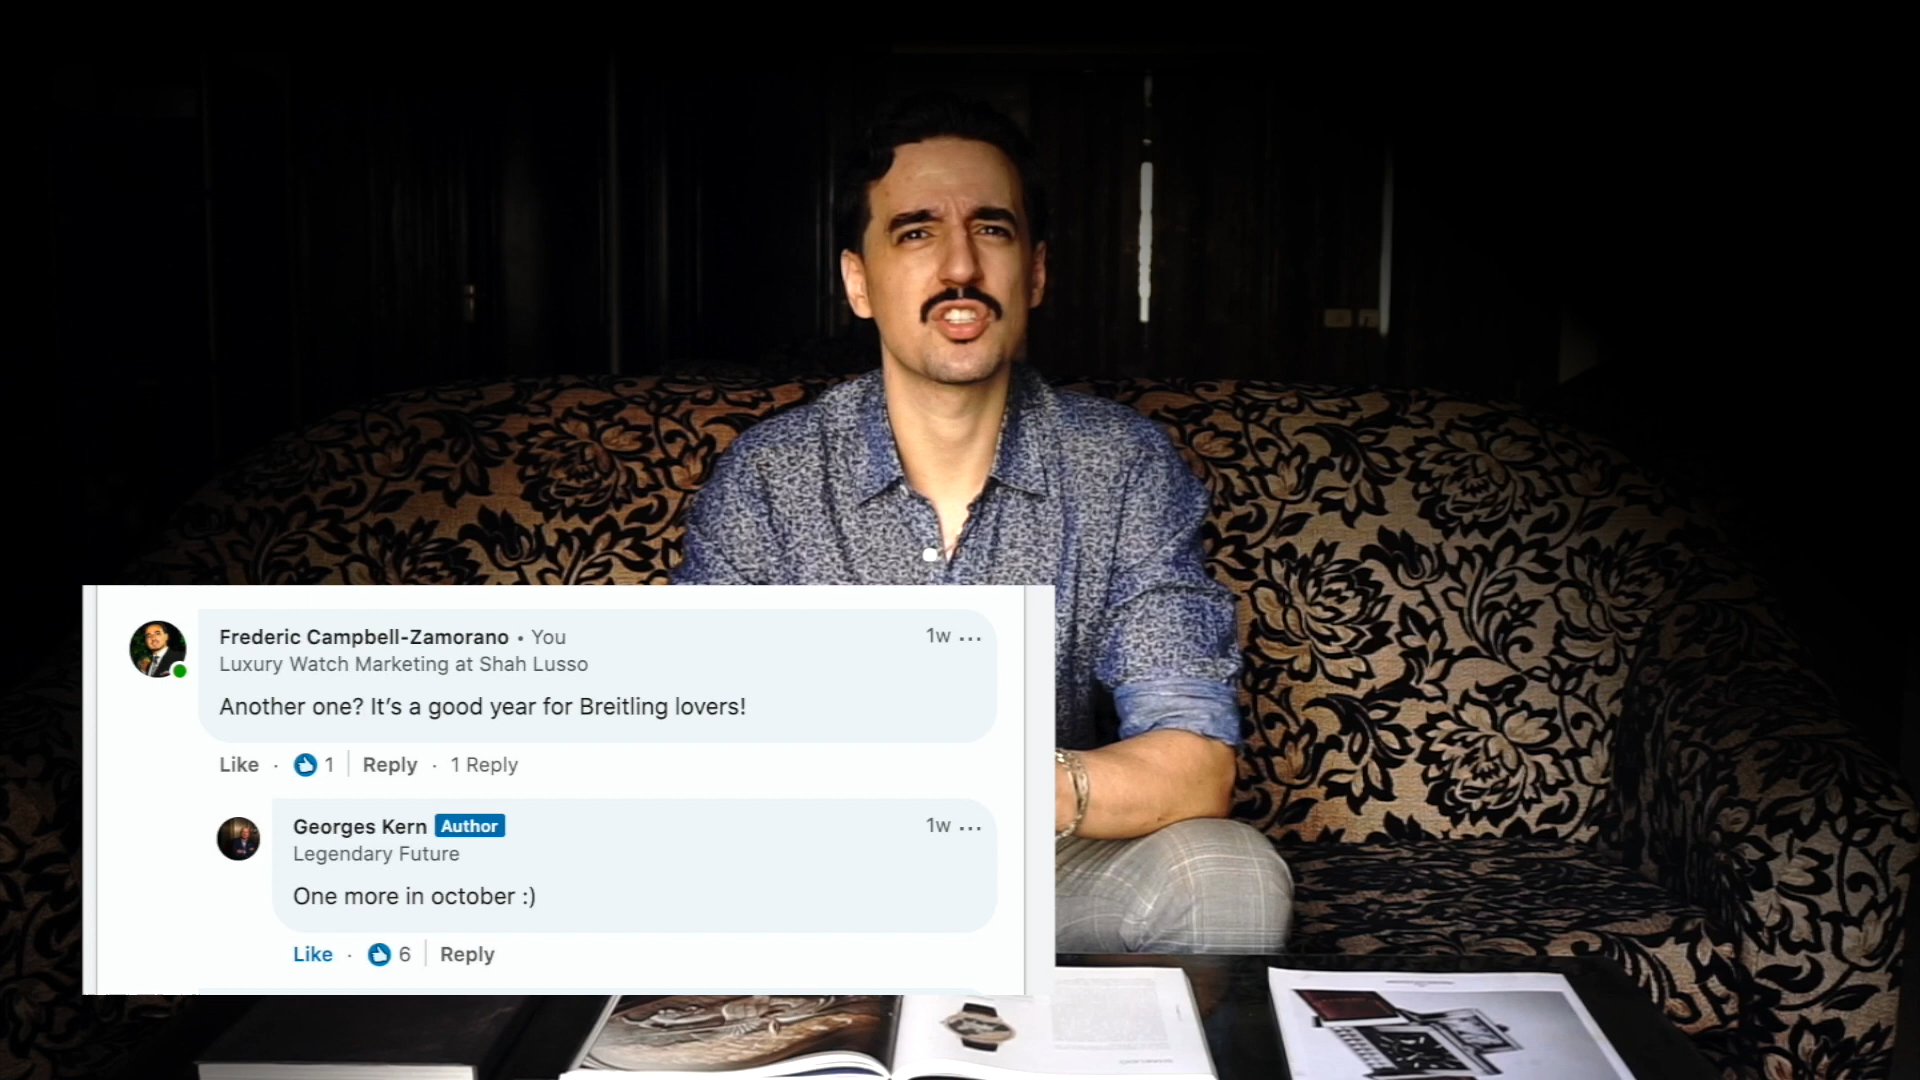 Frederic Campbell-Zamorano • You
1w ...
Luxury Watch Marketing at Shah Lusso
Another one? It's a good year for Breitling lovers!
Like · 1 | Reply · 1 Reply
Georges Kern Author
1w ...
Legendary Future
One more in october :)
Like · 6 | Reply